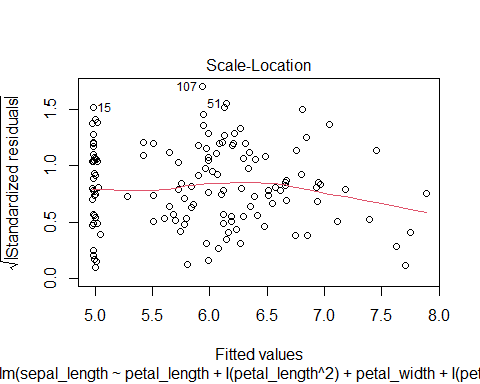 Scale-Location
√|Standardized residuals|
0.0 0.5 1.0 1.5
107
51
15
5.0 5.5 6.0 6.5 7.0 7.5 8.0
Fitted values
lm(sepal_length ~ petal_length + I(petal_length^2) + petal_width + I(pet